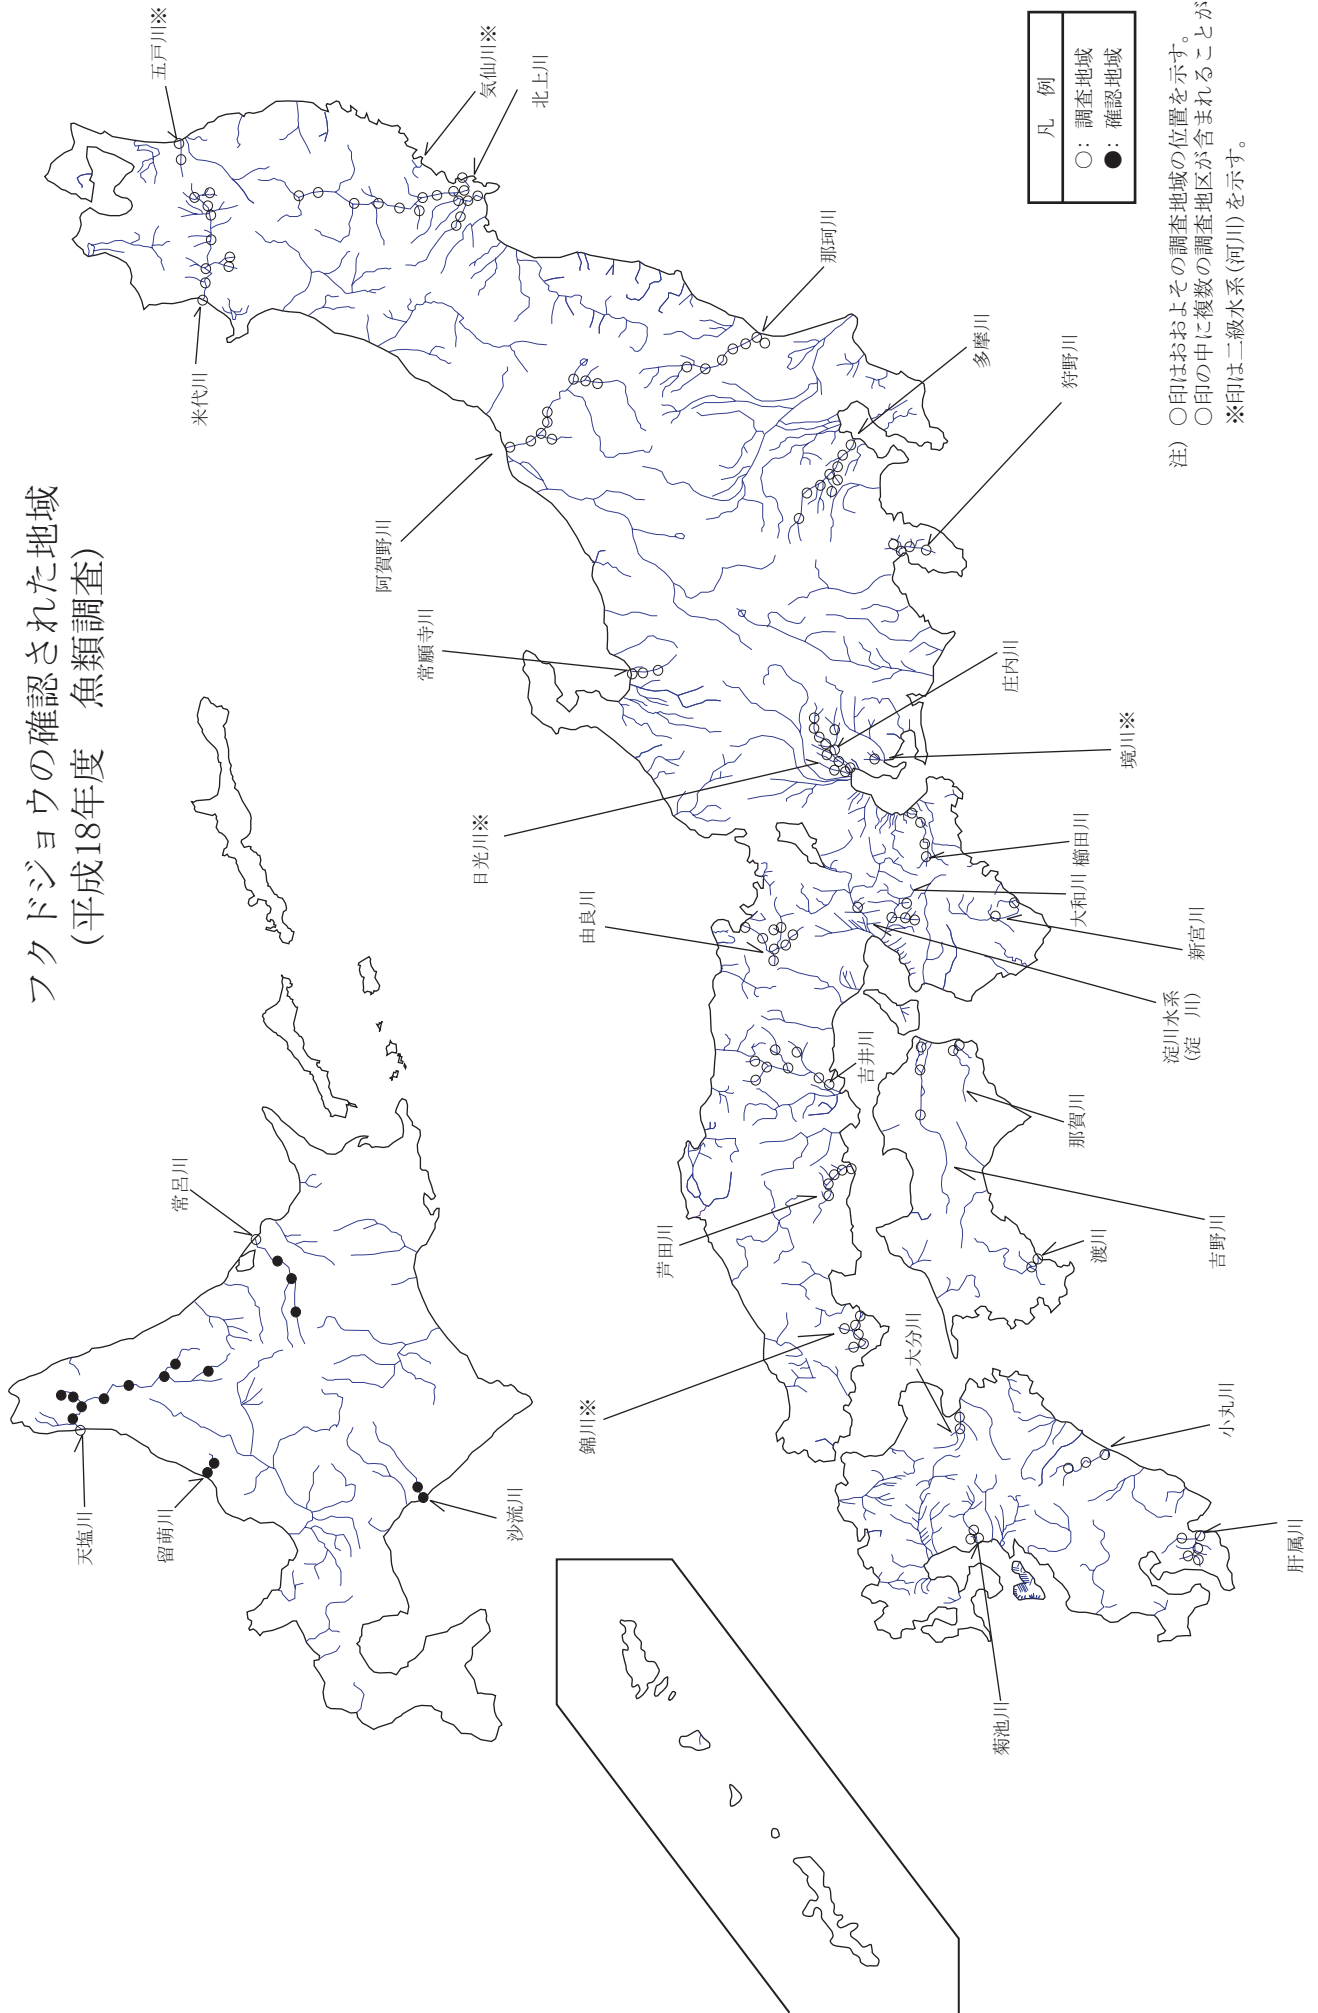 フクドジョウの確認された地域
(平成18年度　魚類調査)
凡　例
○：調査地域
●：確認地域
注）○印はおおよその調査地域の位置を示す。
○印の中に複数の調査地区が含まれることが
※印は二級水系(河川)を示す。
天塩川
留萌川
常呂川
沙流川
五戸川※
気仙川※
北上川
米代川
那珂川
多摩川
狩野川
阿賀野川
常願寺川
庄内川
境川※
日光川※
櫛田川
大和川
新宮川
由良川
淀川水系
(淀　川)
吉井川
那賀川
吉野川
芦田川
渡川
錦川※
大分川
小丸川
肝属川
菊池川